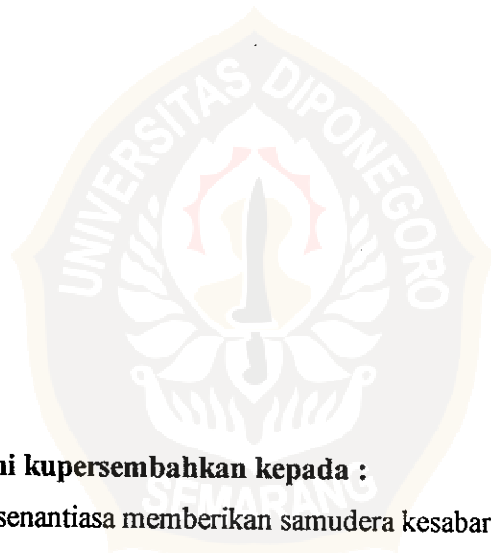 UNIVERSITAS DIPONEGORO
ni kupersembahkan kepada :
SEMARANG
senantiasa memberikan samudera kesabar